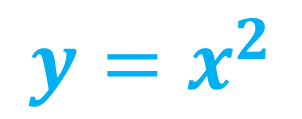 y = x²